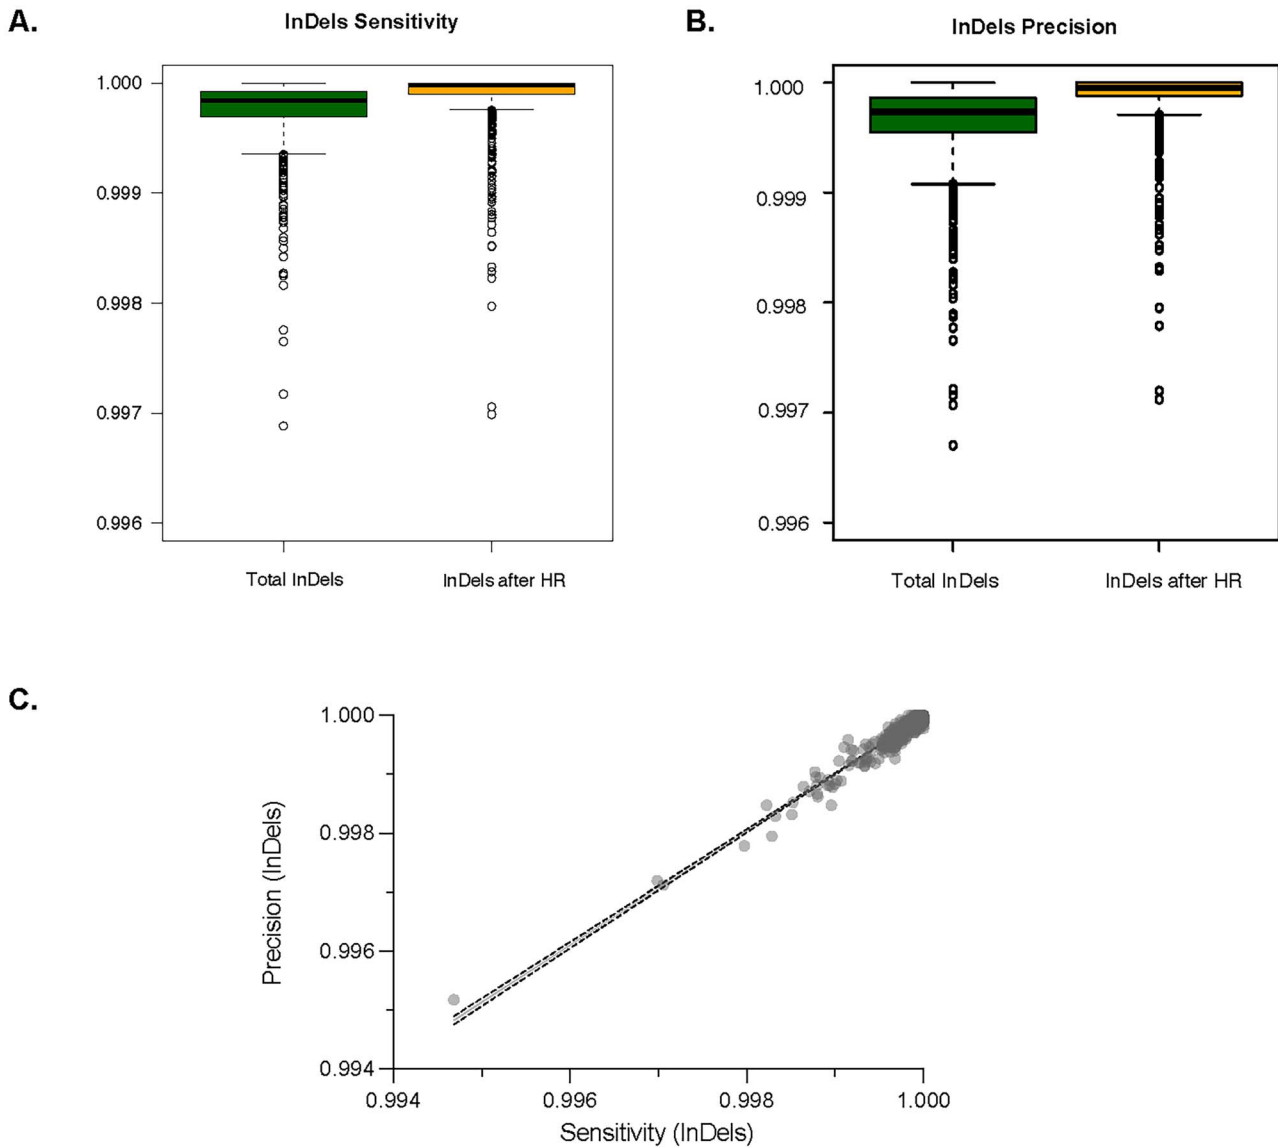 A.
InDels Sensitivity
1.000
0.999
0.998
0.997
0.996
Total InDels
InDels after HR
B.
InDels Precision
1.000
0.999
0.998
0.997
0.996
Total InDels
InDels after HR
C.
Precision (InDels)
1.000
0.998
0.996
0.994
0.994
0.996
0.998
1.000
Sensitivity (InDels)